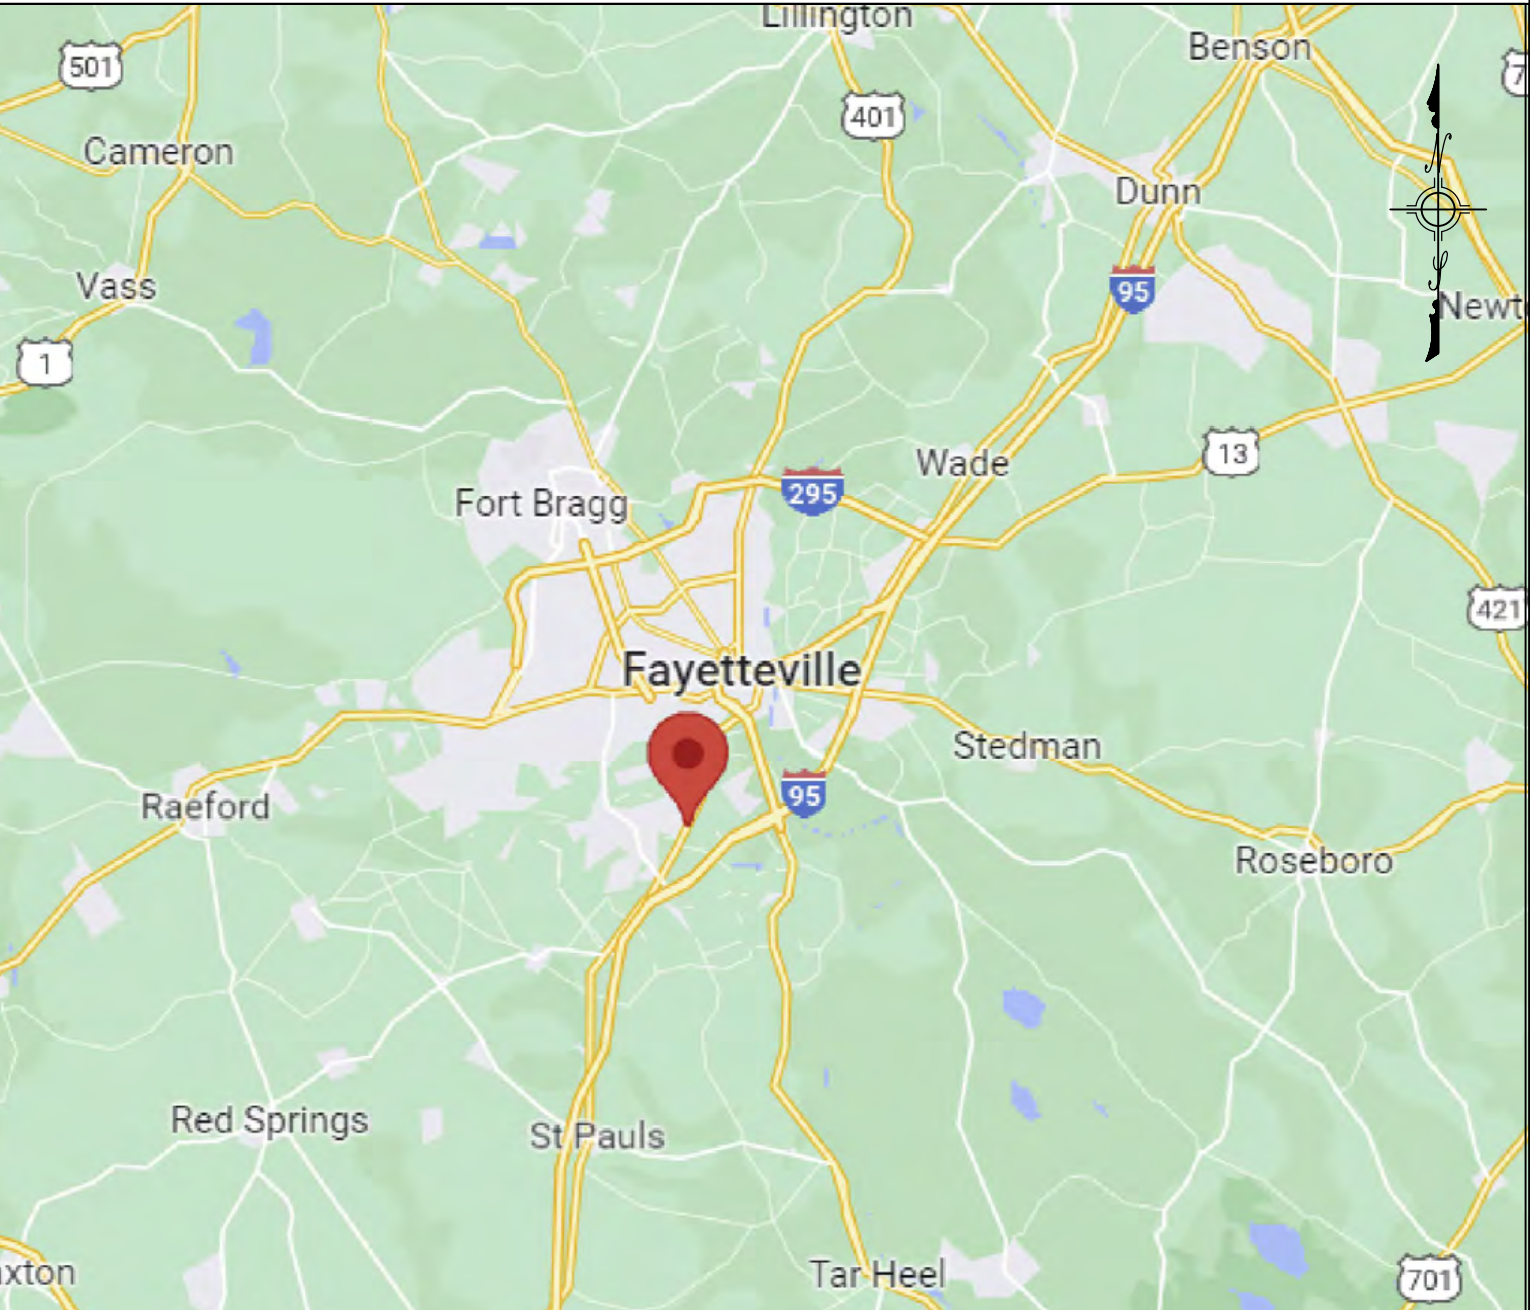 Lillington
Benson
501
7
401
Cameron
N
Dunn
Vass
S
95
Newt
1
13
Wade
295
Fort Bragg
421
Fayetteville
Stedman
95
Raeford
Roseboro
Red Springs
St Pauls
xton
Tar Heel
701